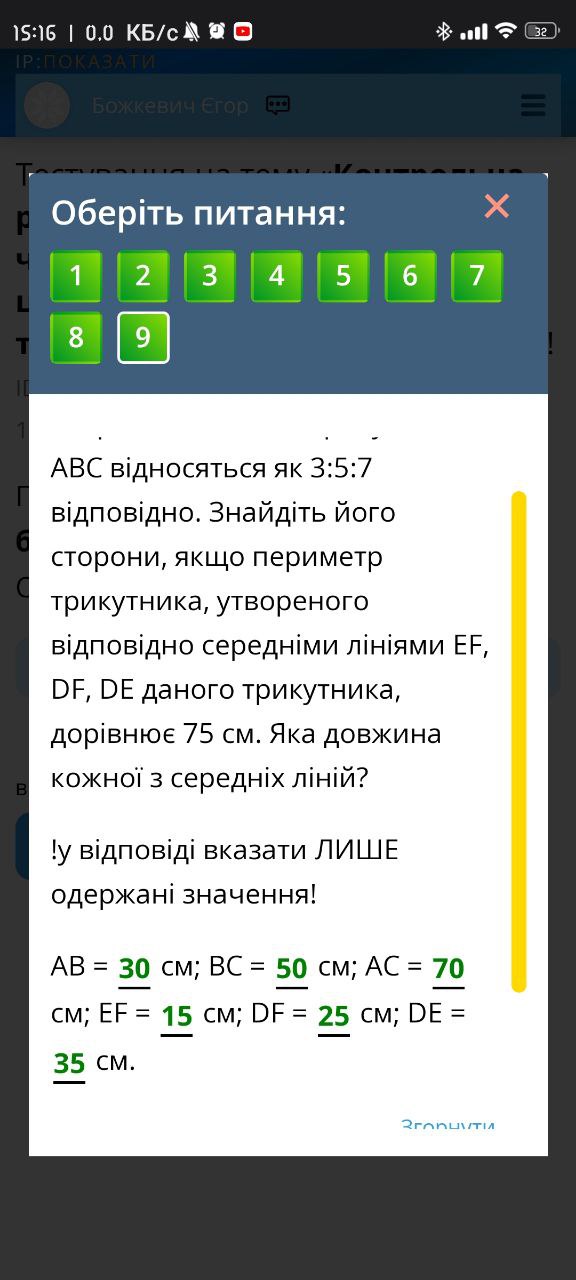 15:16 | 0,0 КБ/с
32
IP:ПОКАЗАТИ
Божкевич Єгор
Тестування на тему «Контрольна
Оберіть питання:
1 2 3 4 5 6 7
8 9
ABC відносяться як 3:5:7
відповідно. Знайдіть його
сторони, якщо периметр
трикутника, утвореного
відповідно середніми лініями EF,
DF, DE даного трикутника,
дорівнює 75 см. Яка довжина
кожної з середніх ліній?
!у відповіді вказати ЛИШЕ
одержані значення!
AB = 30 см; BC = 50 см; AC = 70
см; EF = 15 см; DF = 25 см; DE =
35 см.
Згорнути